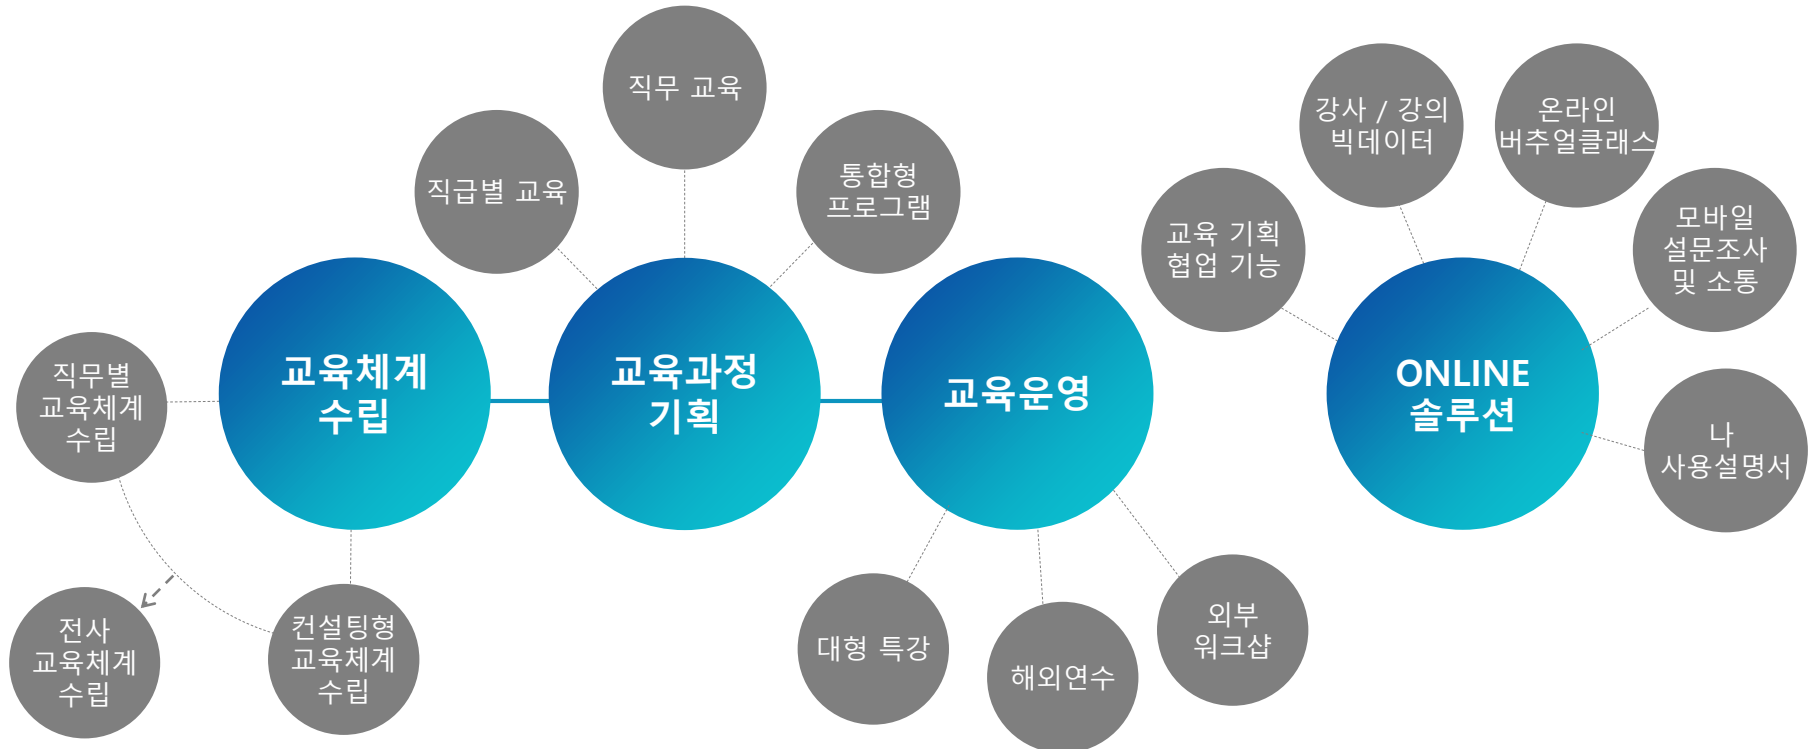 직무 교육
직급별 교육
통합형
프로그램
강사 / 강의
빅데이터
온라인
버추얼클래스
교육 기획
협업 기능
모바일
설문조사
및 소통
교육체계
수립
교육과정
기획
교육운영
ONLINE
솔루션
직무별
교육체계
수립
나
사용설명서
전사
교육체계
수립
컨설팅형
교육체계
수립
대형 특강
해외연수
외부
워크샵